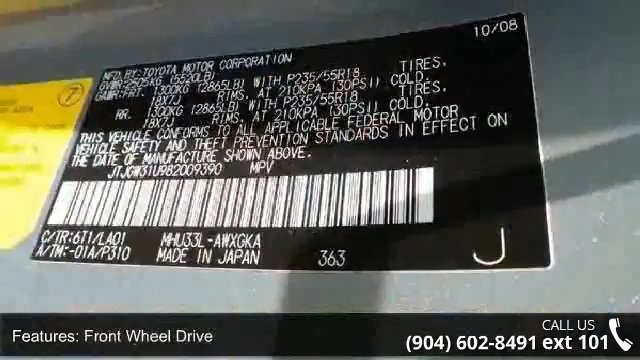 10/08
MFD.BY:TOYOTA MOTOR CORPORATION
GVWR 2505KG (5520LB)
GAWR FRT. 1300KG (2865LB) WITH P235/55R18 TIRES.
18X7J RIMS, AT 210KPA (30PSI) COLD.
RR. 1300KG (2865LB) WITH P235/55R18 TIRES.
18X7J RIMS, AT 210KPA (30PSI) COLD.
THIS VEHICLE CONFORMS TO ALL APPLICABLE FEDERAL MOTOR
VEHICLE SAFETY AND THEFT PREVENTION STANDARDS IN EFFECT ON
THE DATE OF MANUFACTURE SHOWN ABOVE.
JTJGW31U982009390 MPV
C/TR:6T1/LA01 MHU33L-AWXGKA
A/TM:-01A/P310 MADE IN JAPAN 363 J
Features: Front Wheel Drive
CALL US
(904) 602-8491 ext 101